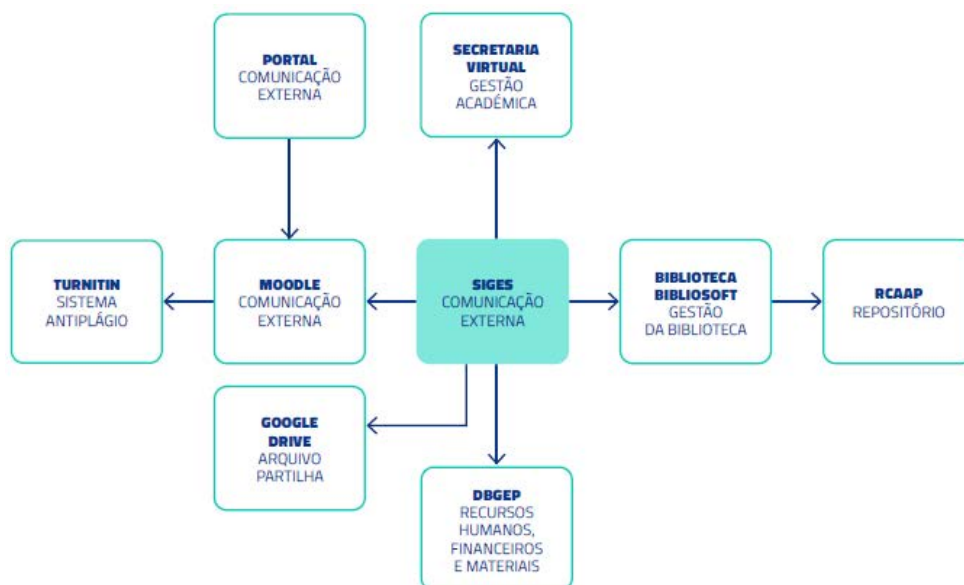 PORTAL
COMUNICAÇÃO
EXTERNA
SECRETARIA
VIRTUAL
GESTÃO
ACADÉMICA
TURNITIN
SISTEMA
ANTIPLÁGIO
MOODLE
COMUNICAÇÃO
EXTERNA
SIGES
COMUNICAÇÃO
EXTERNA
BIBLIOTECA
BIBLIOSOFT
GESTÃO
DA BIBLIOTECA
RCAAP
REPOSITÓRIO
GOOGLE
DRIVE
ARQUIVO
PARTILHA
DBGEP
RECURSOS
HUMANOS,
FINANCEIROS
E MATERIAIS